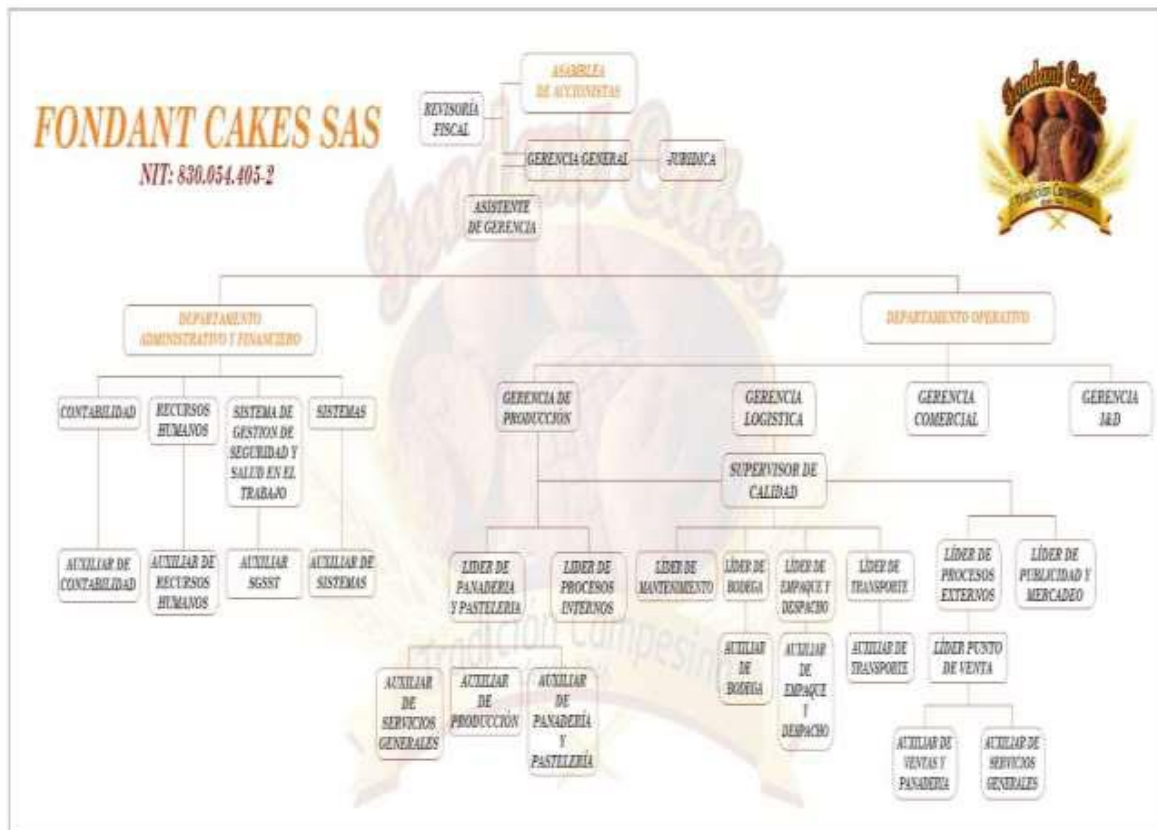 FONDANT CAKES SAS
NIT: 830.054.405-2
Fondant Cakes
Tradición Campesina
ASAMBLEA
DE ACCIONISTAS
REVISORÍA
FISCAL
GERENCIA GENERAL
JURIDICA
ASISTENTE
DE GERENCIA
DEPARTAMENTO
ADMINISTRATIVO Y FINANCIERO
DEPARTAMENTO OPERATIVO
CONTABILIDAD
RECURSOS
HUMANOS
SISTEMA DE
GESTION DE
SEGURIDAD Y
SALUD EN EL
TRABAJO
SISTEMAS
GERENCIA DE
PRODUCCIÓN
GERENCIA
LOGISTICA
GERENCIA
COMERCIAL
GERENCIA
I&D
SUPERVISOR DE
CALIDAD
AUXILIAR DE
CONTABILIDAD
AUXILIAR DE
RECURSOS
HUMANOS
AUXILIAR
SGSST
AUXILIAR DE
SISTEMAS
LÍDER DE
PANADERIA
Y PASTELERIA
LÍDER DE
PROCESOS
INTERNOS
LÍDER DE
MANTENIMIENTO
LÍDER DE
BODEGA
LÍDER DE
EMPAQUE Y
DESPACHO
LÍDER DE
TRANSPORTE
LÍDER DE
PROCESOS
EXTERNOS
LÍDER DE
PUBLICIDAD Y
MERCADEO
AUXILIAR
DE
SERVICIOS
GENERALES
AUXILIAR
DE
PRODUCCIÓN
AUXILIAR
DE
PANADERÍA
Y
PASTELERÍA
AUXILIAR
DE
BODEGA
AUXILIAR
DE
EMPAQUE
Y
DESPACHO
AUXILIAR DE
TRANSPORTE
LÍDER PUNTO
DE VENTA
AUXILIAR DE
VENTAS Y
PANADERIA
AUXILIAR DE
SERVICIOS
GENERALES
Fondant Cakes
Tradición Campesina